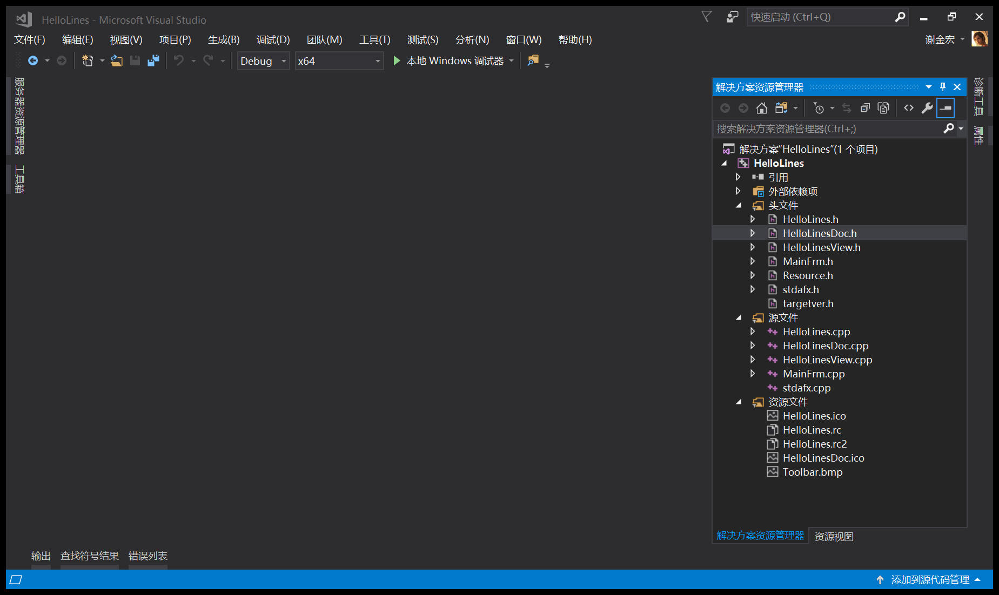 HelloLines - Microsoft Visual Studio
快速启动 (Ctrl+Q)
文件(F) 编辑(E) 视图(V) 项目(P) 生成(B) 调试(D) 团队(M) 工具(T) 测试(S) 分析(N) 窗口(W) 帮助(H)
谢金宏
Debug x64 本地 Windows 调试器
服务器资源管理器
工具箱
解决方案资源管理器
搜索解决方案资源管理器(Ctrl+;)
解决方案“HelloLines”(1 个项目)
HelloLines
引用
外部依赖项
头文件
HelloLines.h
HelloLinesDoc.h
HelloLinesView.h
MainFrm.h
Resource.h
stdafx.h
targetver.h
源文件
HelloLines.cpp
HelloLinesDoc.cpp
HelloLinesView.cpp
MainFrm.cpp
stdafx.cpp
资源文件
HelloLines.ico
HelloLines.rc
HelloLines.rc2
HelloLinesDoc.ico
Toolbar.bmp
解决方案资源管理器 资源视图
诊断工具
属性
输出 查找符号结果 错误列表
添加到源代码管理